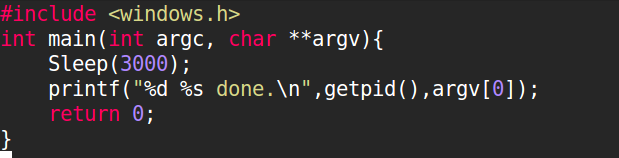 #include <windows.h>
int main(int argc, char **argv){
    Sleep(3000);
    printf("%d %s done.\n",getpid(),argv[0]);
    return 0;
}